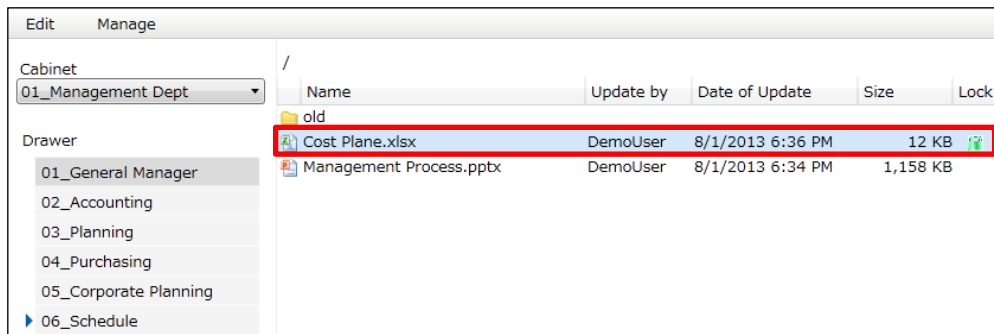 Edit Manage
Cabinet
01_Management Dept
Drawer
01_General Manager
02_Accounting
03_Planning
04_Purchasing
05_Corporate Planning
06_Schedule
/
Name Update by Date of Update Size Lock
old
Cost Plane.xlsx DemoUser 8/1/2013 6:36 PM 12 KB
Management Process.pptx DemoUser 8/1/2013 6:34 PM 1,158 KB